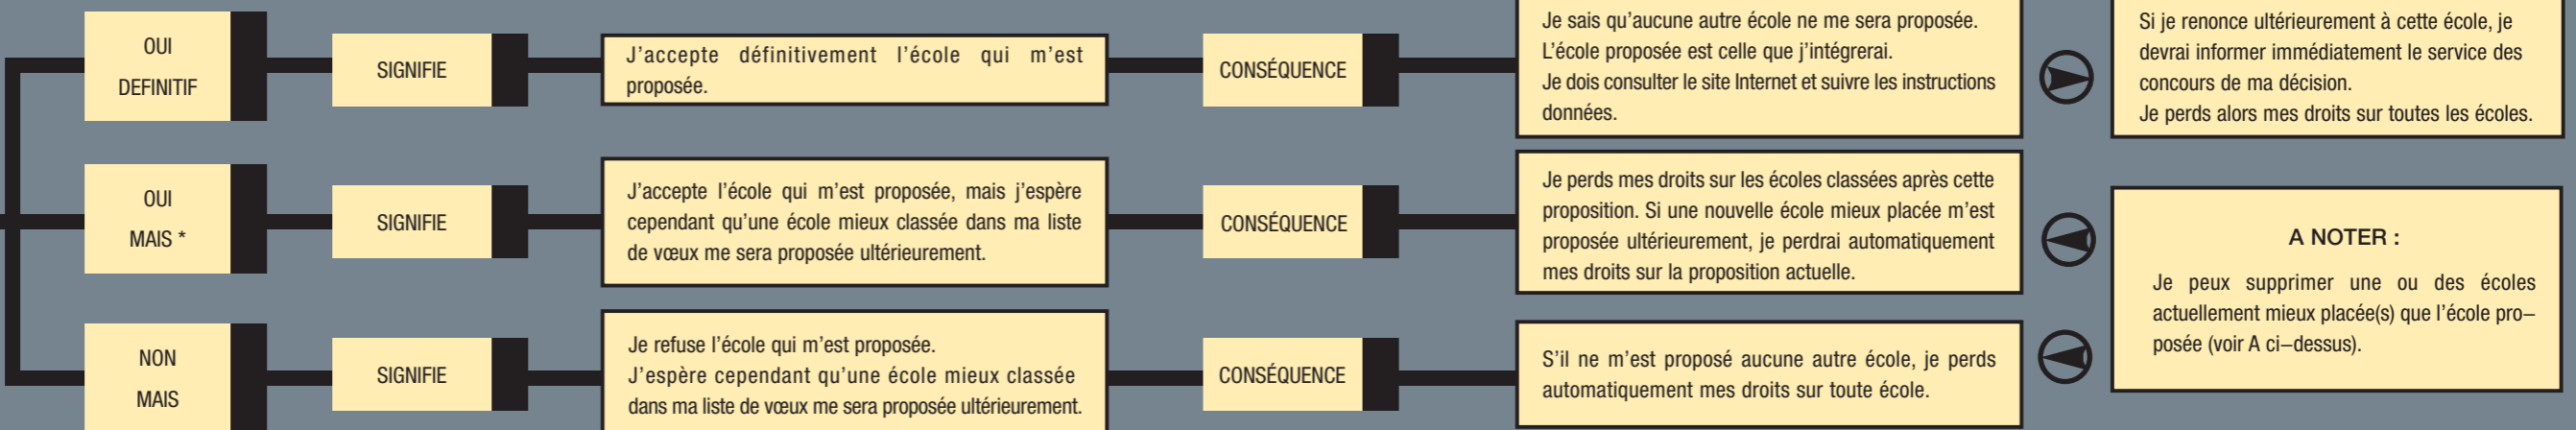 OUI
DEFINITIF
SIGNIFIE
J'accepte définitivement l'école qui m'est
proposée.
CONSÉQUENCE
Je sais qu'aucune autre école ne me sera proposée.
L'école proposée est celle que j'intégrerai.
Je dois consulter le site Internet et suivre les instructions
données.
Si je renonce ultérieurement à cette école, je
devrai informer immédiatement le service des
concours de ma décision.
Je perds alors mes droits sur toutes les écoles.
OUI
MAIS *
SIGNIFIE
J'accepte l'école qui m'est proposée, mais j'espère
cependant qu'une école mieux classée dans ma liste
de vœux me sera proposée ultérieurement.
CONSÉQUENCE
Je perds mes droits sur les écoles classées après cette
proposition. Si une nouvelle école mieux placée m'est
proposée ultérieurement, je perdrai automatiquement
mes droits sur la proposition actuelle.
NON
MAIS
SIGNIFIE
Je refuse l'école qui m'est proposée.
J'espère cependant qu'une école mieux classée
dans ma liste de vœux me sera proposée ultérieurement.
CONSÉQUENCE
S'il ne m'est proposé aucune autre école, je perds
automatiquement mes droits sur toute école.
A NOTER :
Je peux supprimer une ou des écoles
actuellement mieux placée(s) que l'école pro–
posée (voir A ci–dessus).